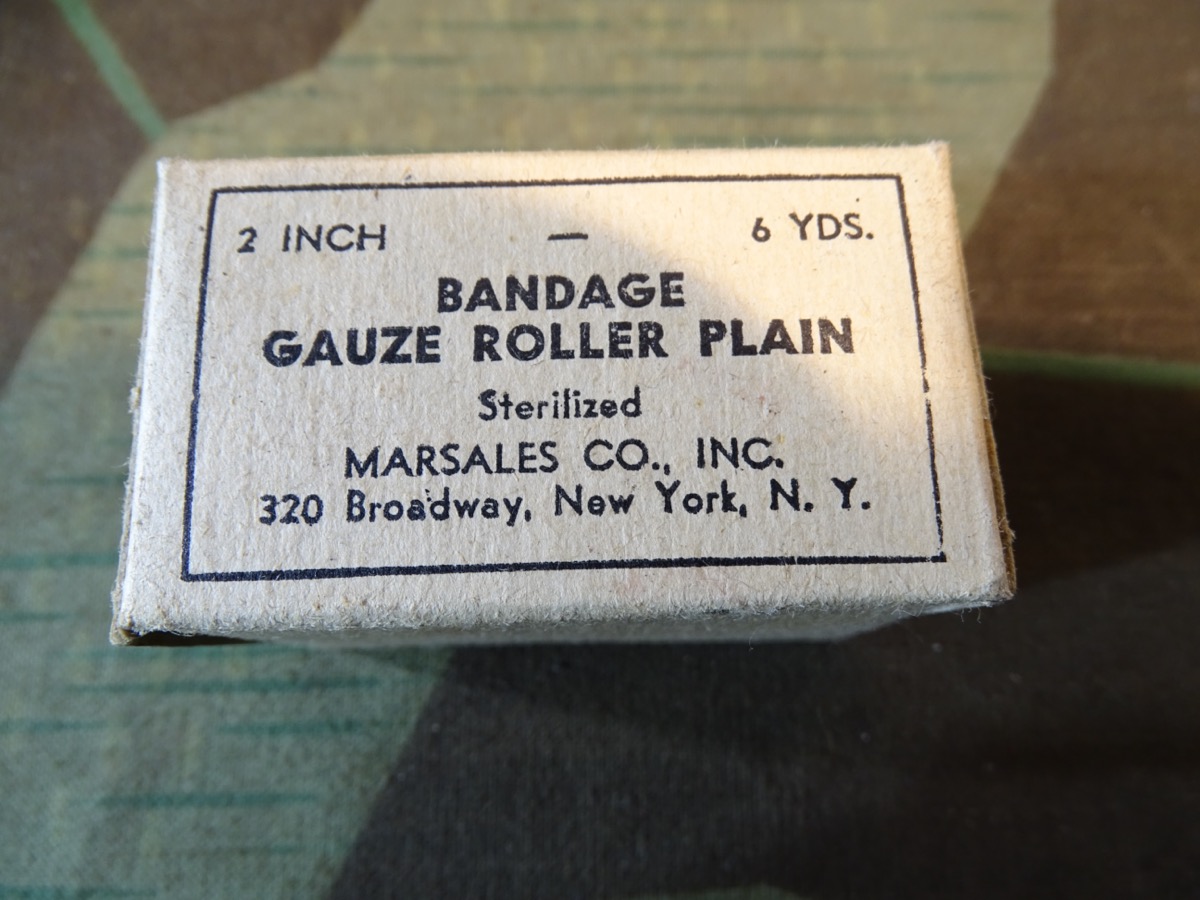 2 INCH — 6 YDS.
BANDAGE
GAUZE ROLLER PLAIN
Sterilized
MARSALES CO., INC.
320 Broadway, New York, N. Y.